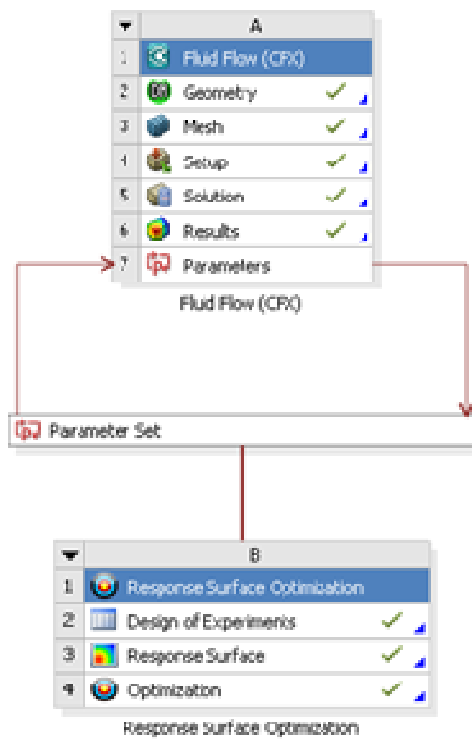 A
1 Fluid Flow (CFX)
2 Geometry
3 Mesh
4 Setup
5 Solution
6 Results
7 Parameters
Fluid Flow (CFX)
Parameter Set
B
1 Response Surface Optimization
2 Design of Experiments
3 Response Surface
4 Optimization
Response Surface Optimization